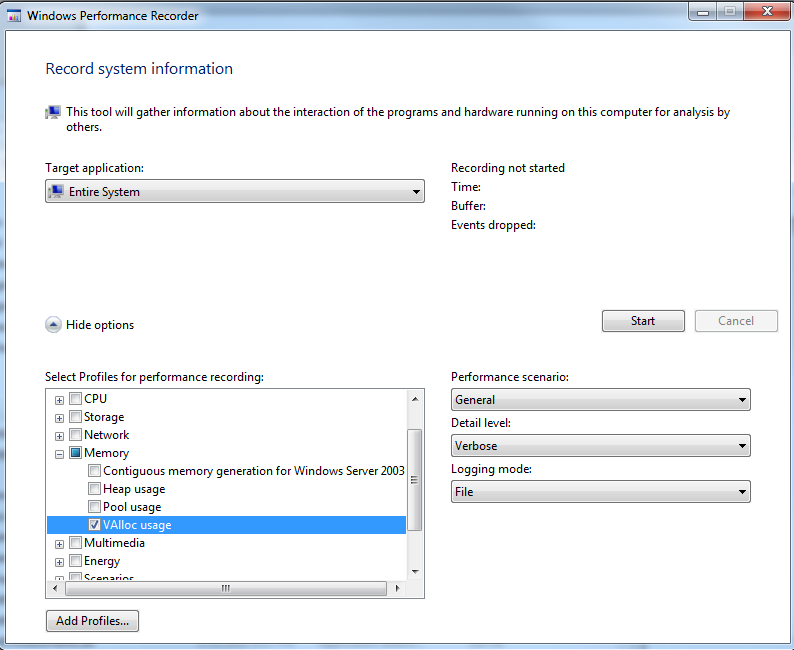 Windows Performance Recorder
Record system information
This tool will gather information about the interaction of the programs and hardware running on this computer for analysis by
others.
Target application:
Entire System
Recording not started
Time:
Buffer:
Events dropped:
Hide options
Start
Cancel
Select Profiles for performance recording:
CPU
Storage
Network
Memory
Contiguous memory generation for Windows Server 2003
Heap usage
Pool usage
VAlloc usage
Multimedia
Energy
Scenarios
Add Profiles...
Performance scenario:
General
Detail level:
Verbose
Logging mode:
File